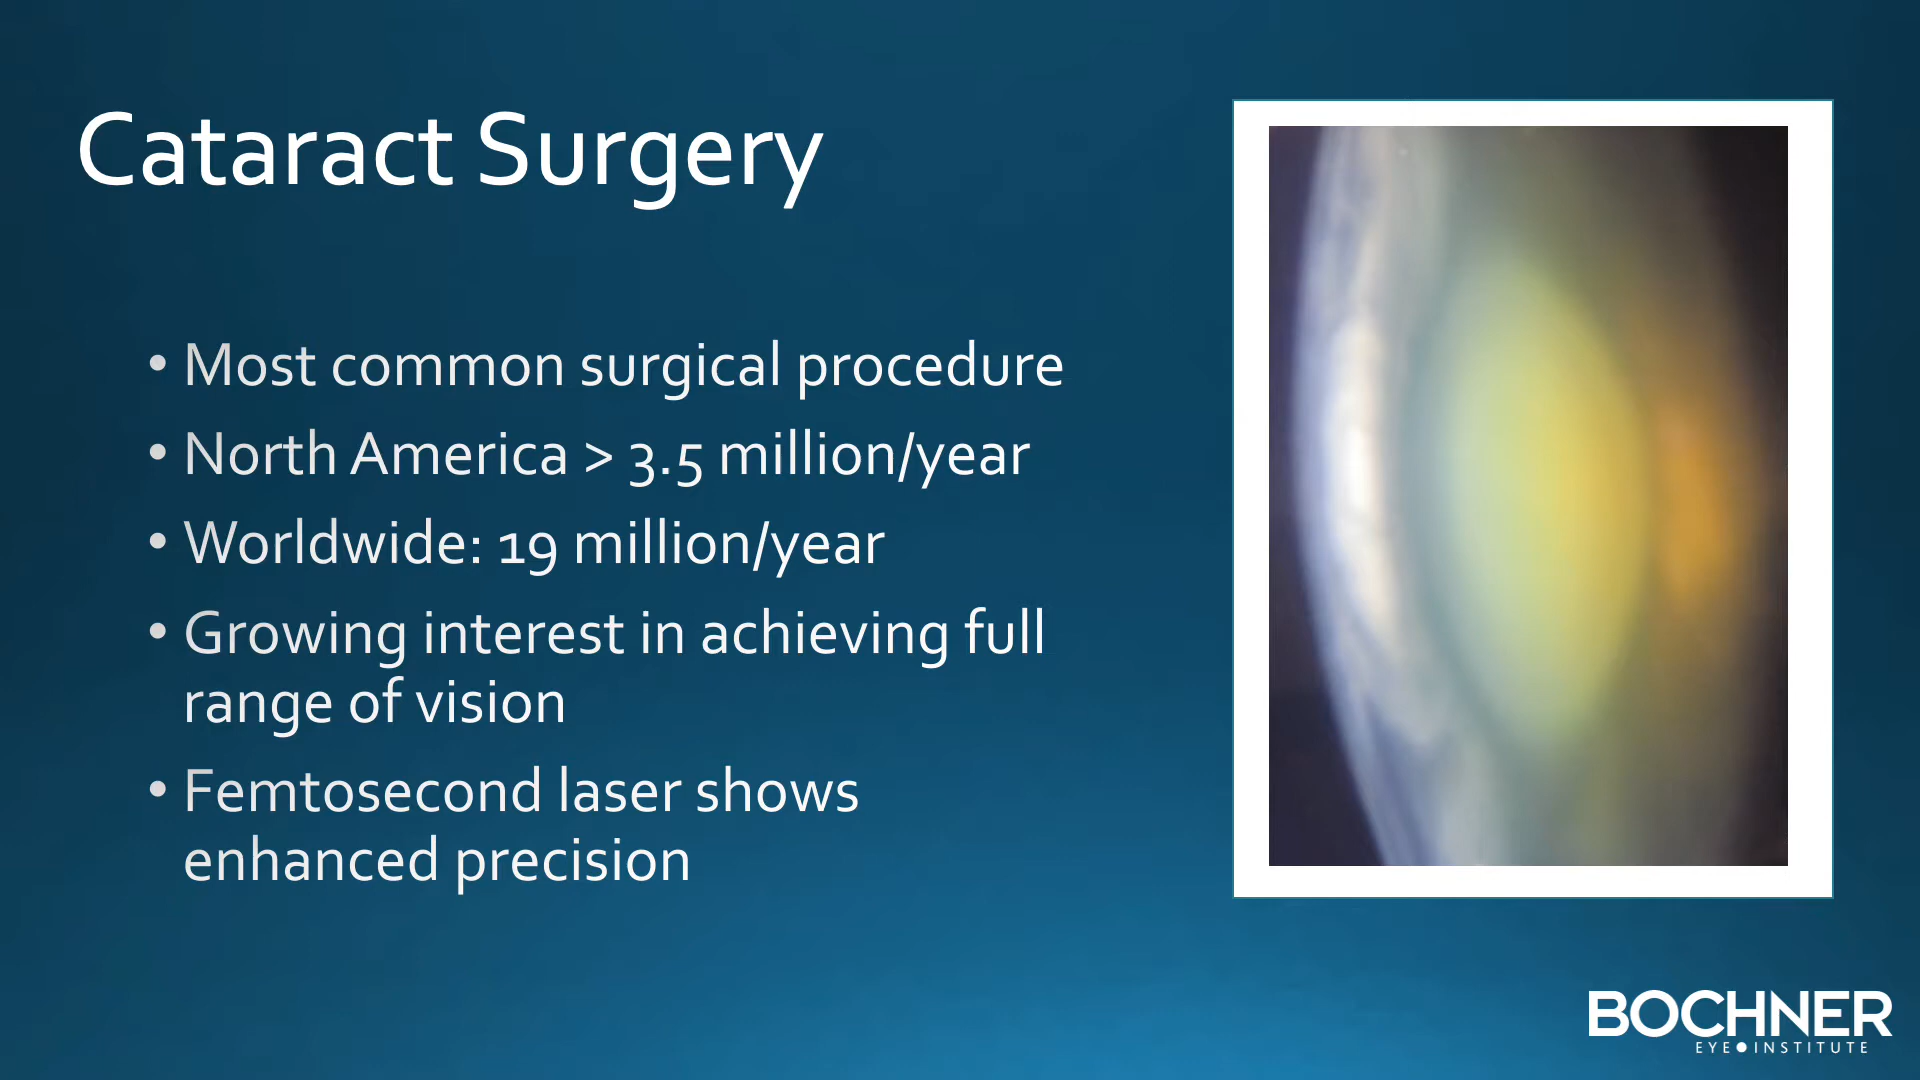 Cataract Surgery
• Most common surgical procedure
• North America > 3.5 million/year
• Worldwide: 19 million/year
• Growing interest in achieving full
range of vision
• Femtosecond laser shows
enhanced precision
BOCHNER
EYE•INSTITUTE